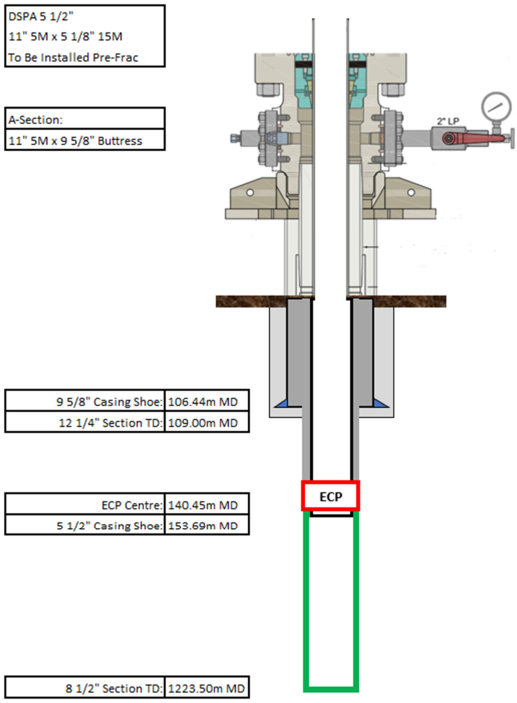 DSPA 5 1/2"
11" 5M x 5 1/8" 15M
To Be Installed Pre-Frac
A-Section:
11" 5M x 9 5/8" Buttress
2" LP
9 5/8" Casing Shoe: 106.44m MD
12 1/4" Section TD: 109.00m MD
ECP
ECP Centre: 140.45m MD
5 1/2" Casing Shoe: 153.69m MD
8 1/2" Section TD: 1223.50m MD